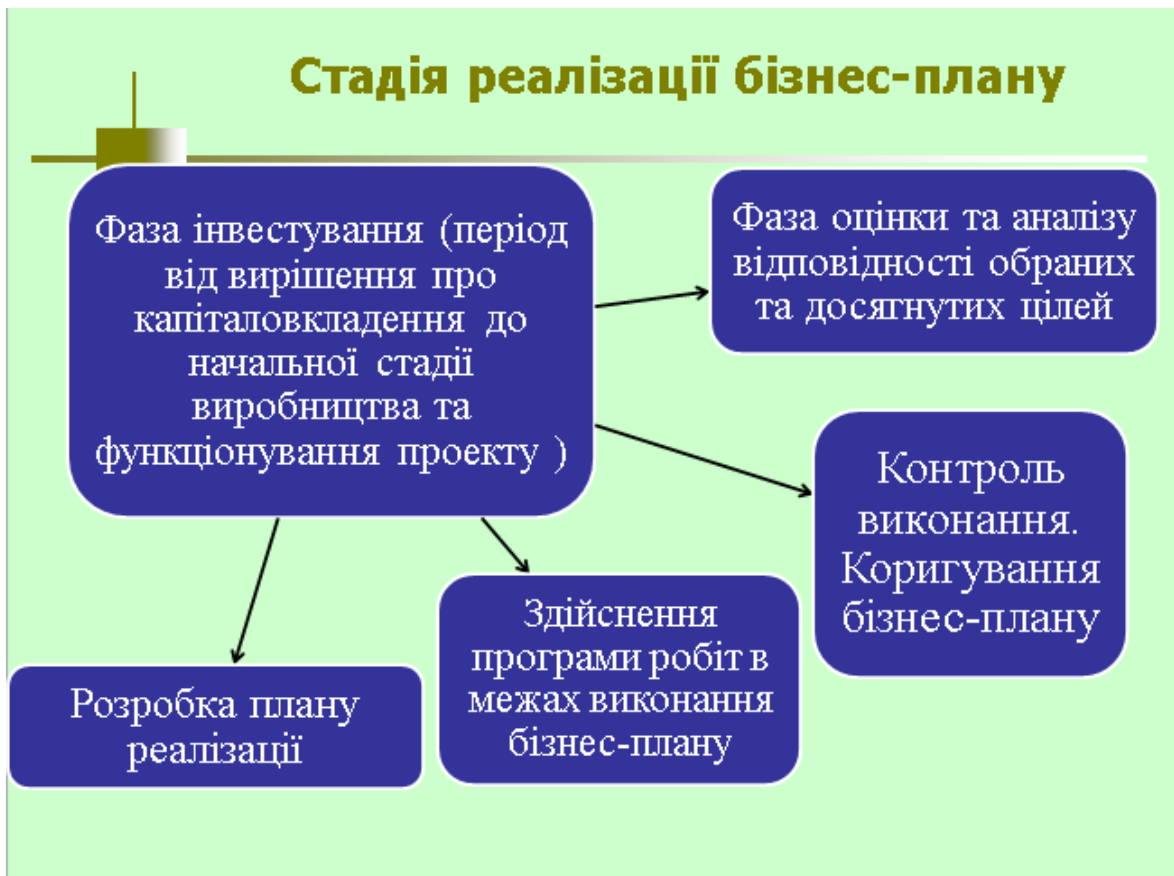 Стадія реалізації бізнес-плану
Фаза інвестування (період
від вирішення про
капіталовкладення до
начальної стадії
виробництва та
функціонування проекту )
Фаза оцінки та аналізу
відповідності обраних
та досягнутих цілей
Контроль
виконання.
Коригування
бізнес-плану
Здійснення
програми робіт в
межах виконання
бізнес-плану
Розробка плану
реалізації